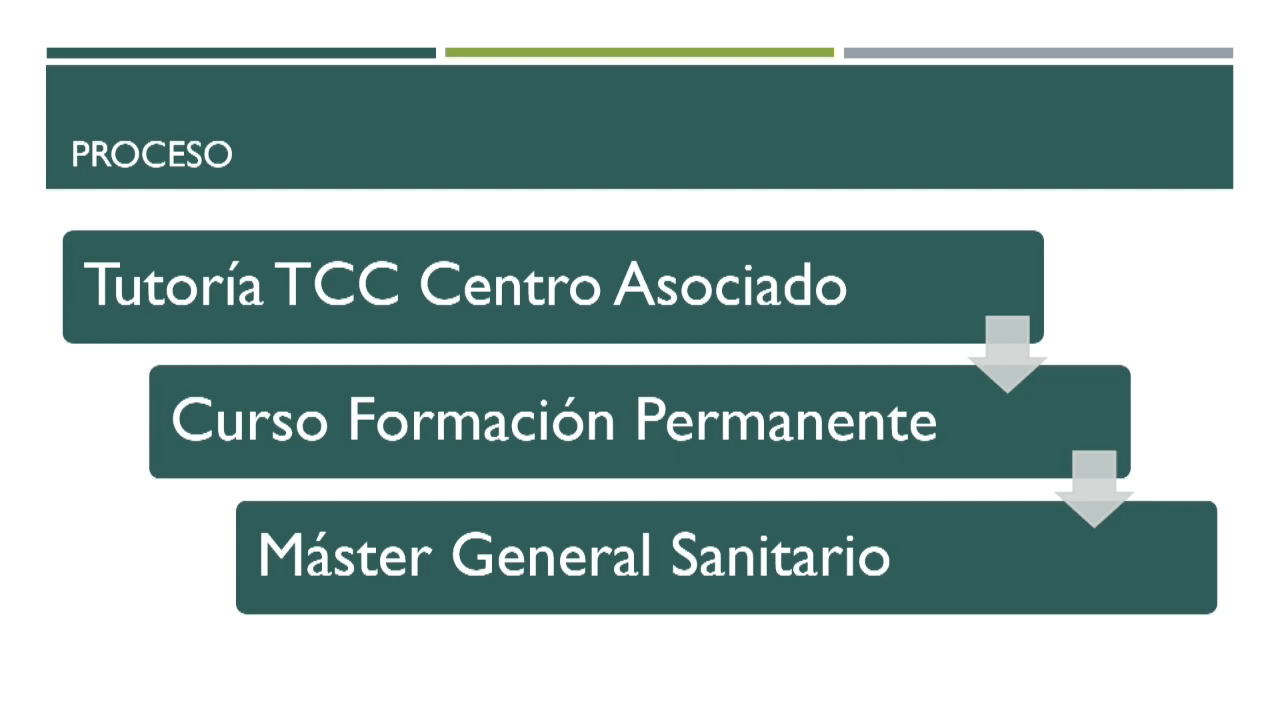 PROCESO
Tutoría TCC Centro Asociado
Curso Formación Permanente
Máster General Sanitario